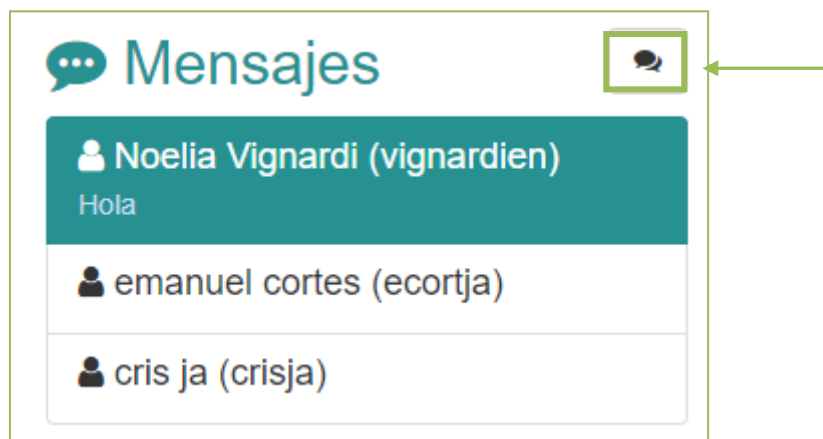 Mensajes
Noelia Vignardi (vignardien)
Hola
emanuel cortes (ecortja)
cris ja (crisja)